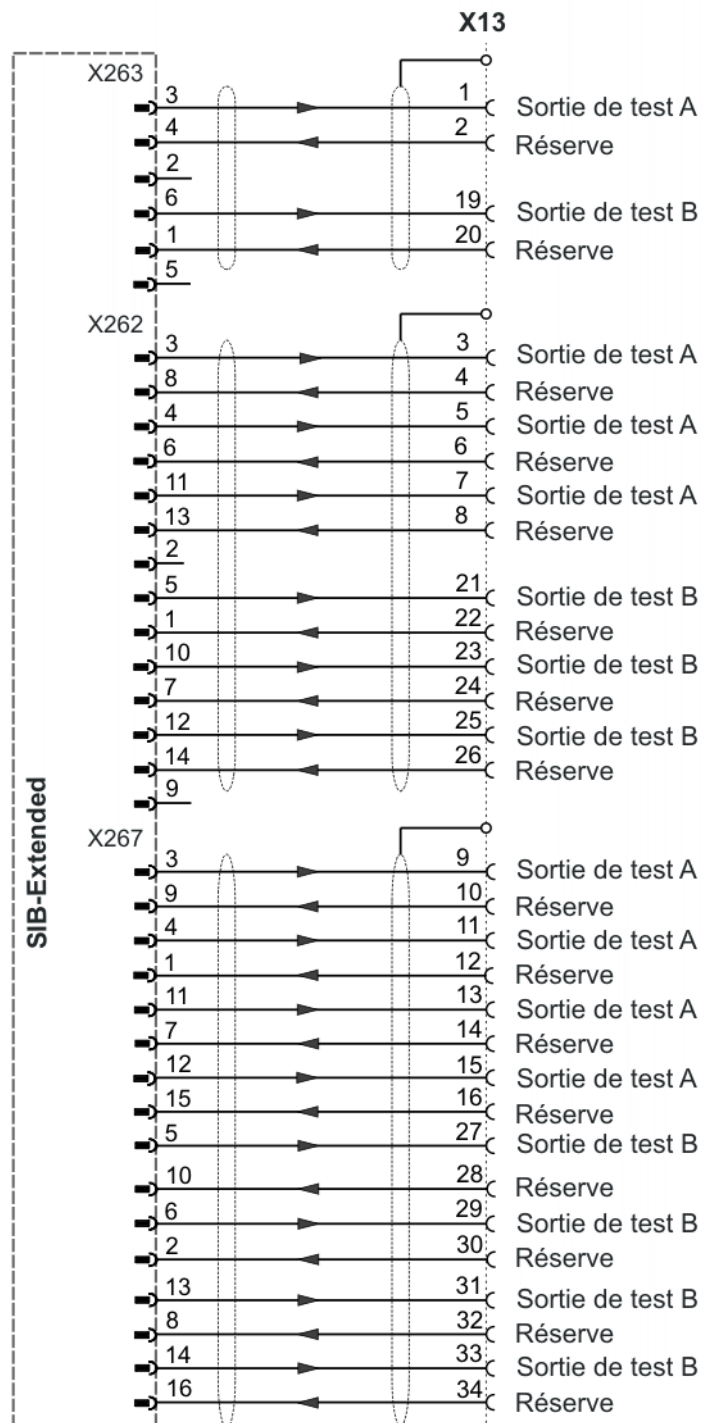 X13
X263
3 1 Sortie de test A
4 2 Réserve
2
6 19 Sortie de test B
1 20 Réserve
5
X262
3 3 Sortie de test A
8 4 Réserve
4 5 Sortie de test A
6 6 Réserve
11 7 Sortie de test A
13 8 Réserve
2
5 21 Sortie de test B
1 22 Réserve
10 23 Sortie de test B
7 24 Réserve
12 25 Sortie de test B
14 26 Réserve
9
SIB-Extended
X267
3 9 Sortie de test A
9 10 Réserve
4 11 Sortie de test A
1 12 Réserve
11 13 Sortie de test A
7 14 Réserve
12 15 Sortie de test A
15 16 Réserve
5 27 Sortie de test B
10 28 Réserve
6 29 Sortie de test B
2 30 Réserve
13 31 Sortie de test B
8 32 Réserve
14 33 Sortie de test B
16 34 Réserve